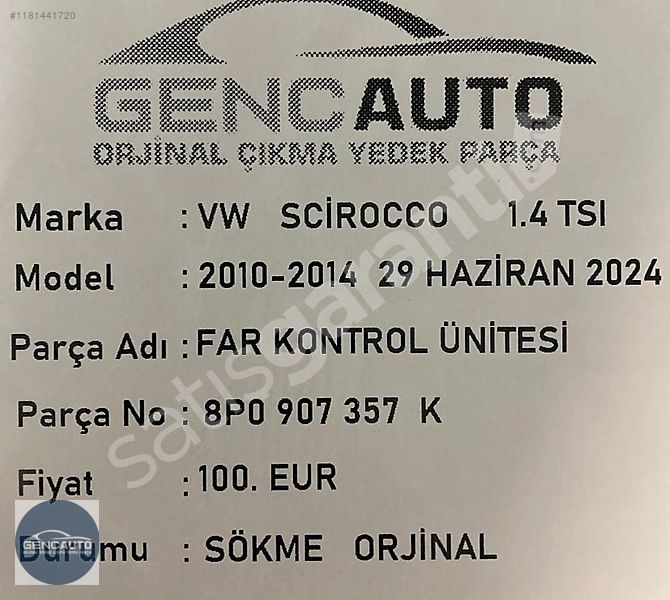 #1181441720
GENCAUTO
ORJİNAL ÇIKMA YEDEK PARÇA
Marka : VW SCİROCCO 1.4 TSI
Model : 2010-2014 29 HAZİRAN 2024
Parça Adı : FAR KONTROL ÜNİTESİ
Parça No : 8P0 907 357 K
Fiyat : 100. EUR
Durumu : SÖKME ORJİNAL
satışgaranti
GENCAUTO